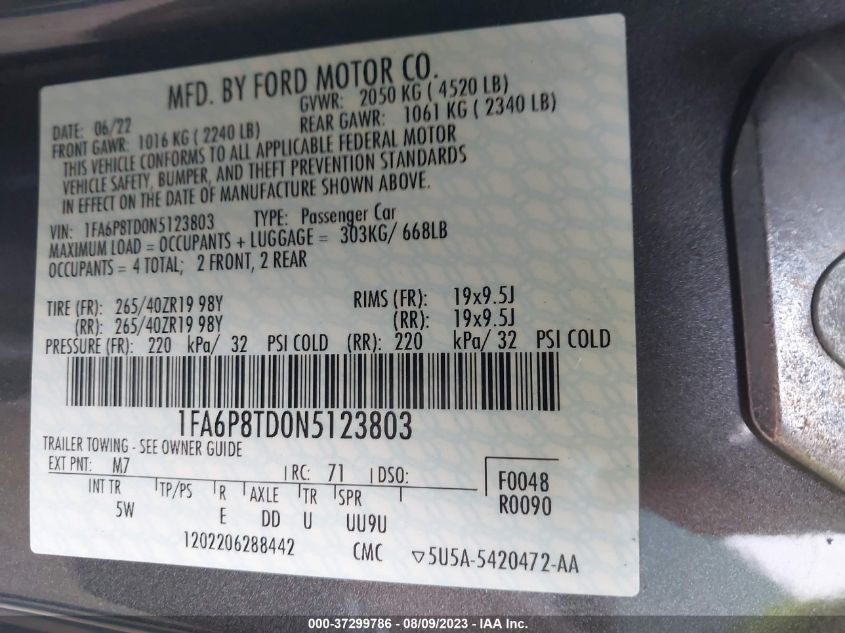 MFD. BY FORD MOTOR CO.
DATE: 06/22 GVWR: 2050 KG ( 4520 LB)
FRONT GAWR: 1016 KG ( 2240 LB) REAR GAWR: 1061 KG ( 2340 LB)
THIS VEHICLE CONFORMS TO ALL APPLICABLE FEDERAL MOTOR
VEHICLE SAFETY, BUMPER, AND THEFT PREVENTION STANDARDS
IN EFFECT ON THE DATE OF MANUFACTURE SHOWN ABOVE.
VIN: 1FA6P8TD0N5123803 TYPE: Passenger Car
MAXIMUM LOAD = OCCUPANTS + LUGGAGE = 303KG/ 668LB
OCCUPANTS = 4 TOTAL; 2 FRONT, 2 REAR
TIRE (FR): 265/40ZR19 98Y RIMS (FR): 19x9.5J
(RR): 265/40ZR19 98Y (RR): 19x9.5J
PRESSURE (FR): 220 kPa/ 32 PSI COLD (RR): 220 kPa/ 32 PSI COLD
1FA6P8TD0N5123803
TRAILER TOWING - SEE OWNER GUIDE
EXT PNT: M7 RC: 71 DSO: F0048
INT TR TP/PS R AXLE TR SPR R0090
5W E DD U UU9U
1202206288442 CMC ▽5U5A-5420472-AA
000-37299786 - 08/09/2023 - IAA Inc.